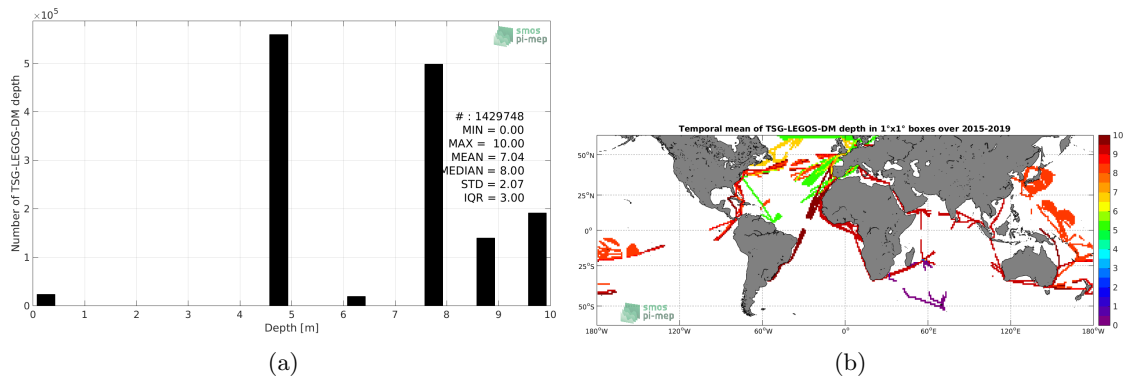 ×10⁵
smos
pi-mep
5
4
3
2
1
0
Number of TSG-LEGOS-DM depth
# : 1429748
MIN = 0.00
MAX = 10.00
MEAN = 7.04
MEDIAN = 8.00
STD = 2.07
IQR = 3.00
0 1 2 3 4 5 6 7 8 9 10
Depth [m]
(a)
Temporal mean of TSG-LEGOS-DM depth in 1°x1° boxes over 2015-2019
50°N
25°N
0°
25°S
50°S
smos
pi-mep
180°W 120°W 60°W 0° 60°E 120°E 180°W
10
9
8
7
6
5
4
3
2
1
0
(b)